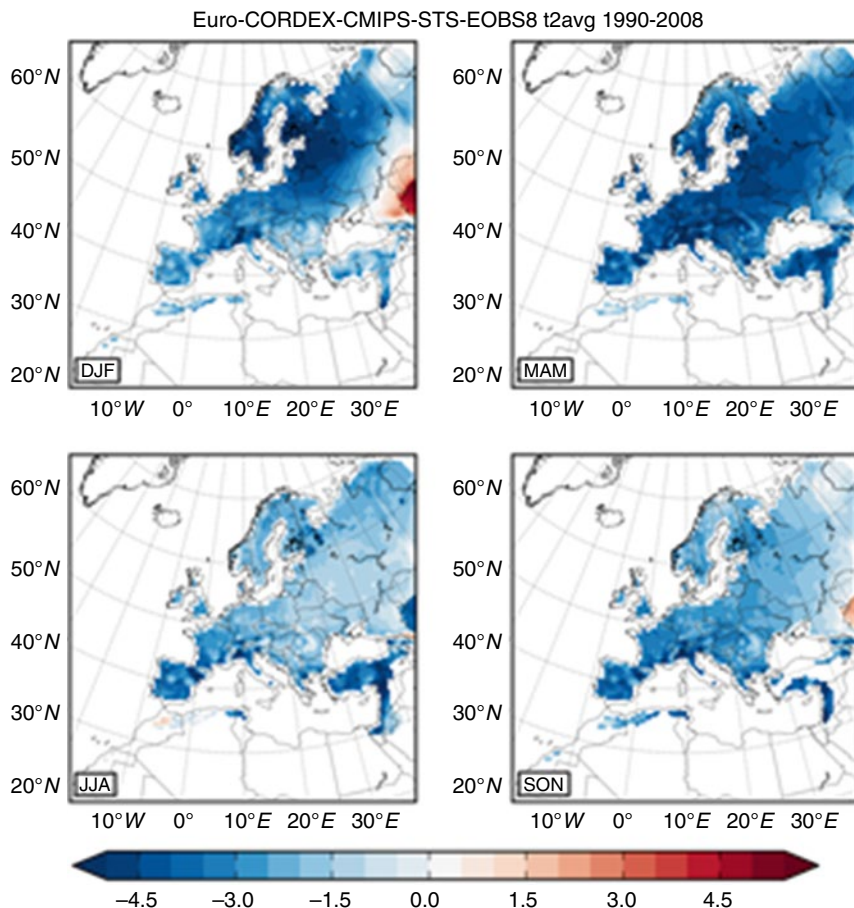 Euro-CORDEX-CMIPS-STS-EOBS8 t2avg 1990-2008
60°N 60°N
50°N 50°N
40°N 40°N
30°N 30°N
20°N DJF 20°N MAM
10°W 0° 10°E 20°E 30°E 10°W 0° 10°E 20°E 30°E
60°N 60°N
50°N 50°N
40°N 40°N
30°N 30°N
20°N JJA 20°N SON
10°W 0° 10°E 20°E 30°E 10°W 0° 10°E 20°E 30°E
−4.5 −3.0 −1.5 0.0 1.5 3.0 4.5